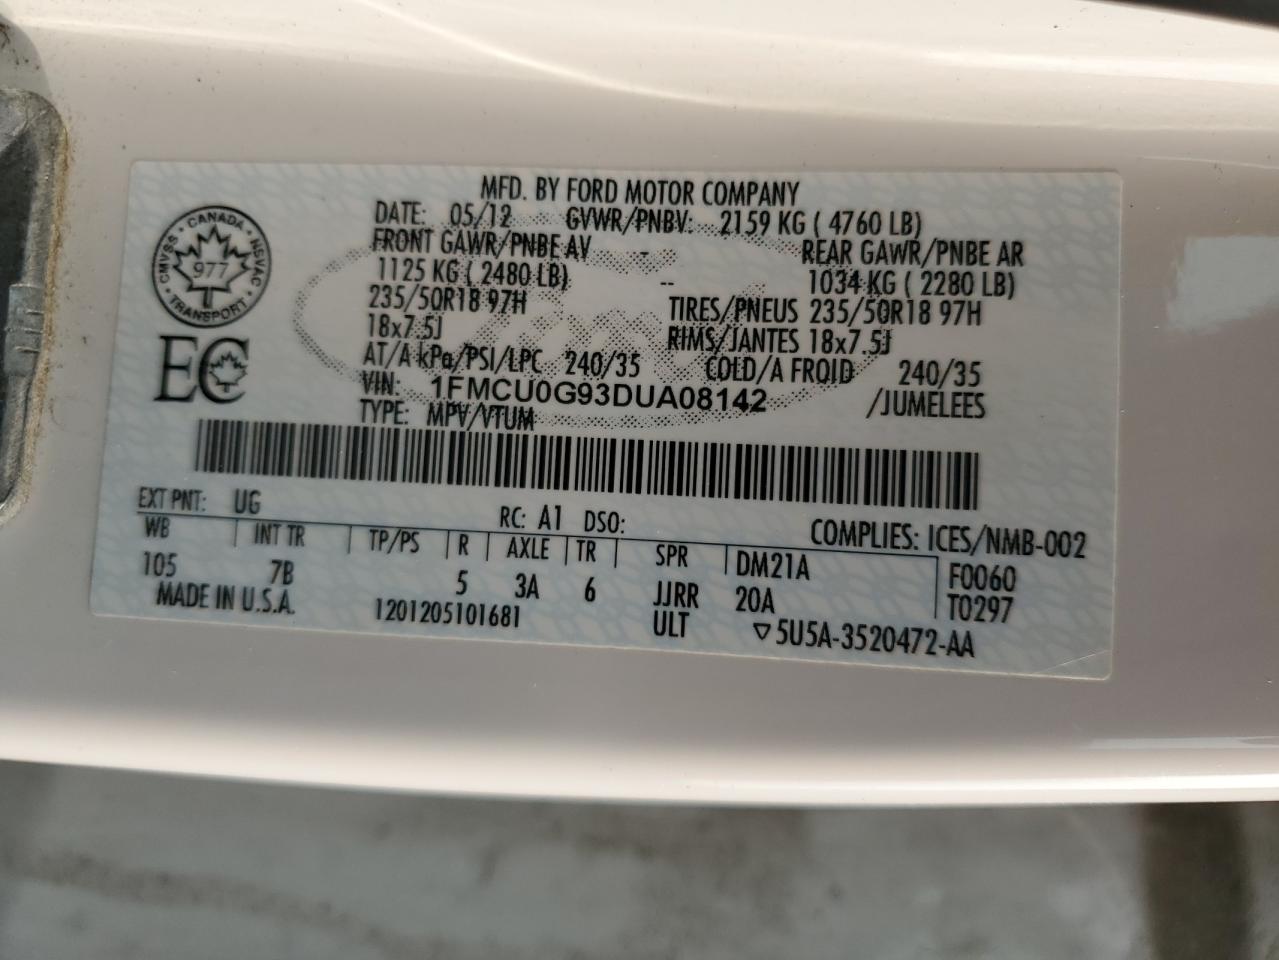 MFD. BY FORD MOTOR COMPANY
DATE: 05/12 GVWR/PNBV: 2159 KG ( 4760 LB)
FRONT GAWR/PNBE AV - REAR GAWR/PNBE AR
1125 KG ( 2480 LB) -- 1034 KG ( 2280 LB)
235/50R18 97H TIRES/PNEUS 235/50R18 97H
18x7.5J RIMS/JANTES 18x7.5J
AT/A kPa/PSI/LPC 240/35 COLD/A FROID 240/35
VIN: 1FMCU0G93DUA08142 /JUMELEES
TYPE: MPV/VTUM
CANADA
CMVSS NSVAC
977
TRANSPORT
EC
EXT PNT: UG RC: A1 DSO: COMPLIES: ICES/NMB-002
WB INT TR TP/PS R AXLE TR SPR DM21A F0060
105 7B 5 3A 6 JJRR 20A T0297
MADE IN U.S.A. 1201205101681 ULT ▽5U5A-3520472-AA